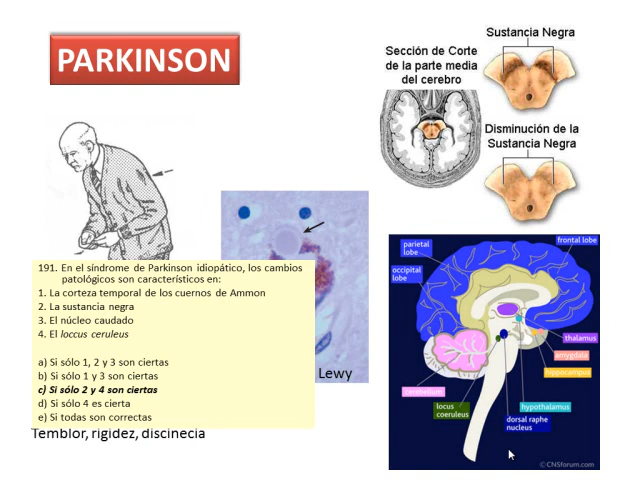 PARKINSON
Sustancia Negra
Sección de Corte
de la parte media
del cerebro
Disminución de la
Sustancia Negra
191. En el síndrome de Parkinson idiopático, los cambios
patológicos son característicos en:
1. La corteza temporal de los cuernos de Ammon
2. La sustancia negra
3. El núcleo caudado
4. El loccus ceruleus
a) Si sólo 1, 2 y 3 son ciertas
b) Si sólo 1 y 3 son ciertas
c) Si sólo 2 y 4 son ciertas
d) Si sólo 4 es cierta
e) Si todas son correctas
Lewy
Temblor, rigidez, discinecia
frontal lobe
parietal
lobe
occipital
lobe
thalamus
amygdala
hippocampus
cerebellum
locus
coeruleus
hypothalamus
dorsal raphe
nucleus
© CNSforum.com